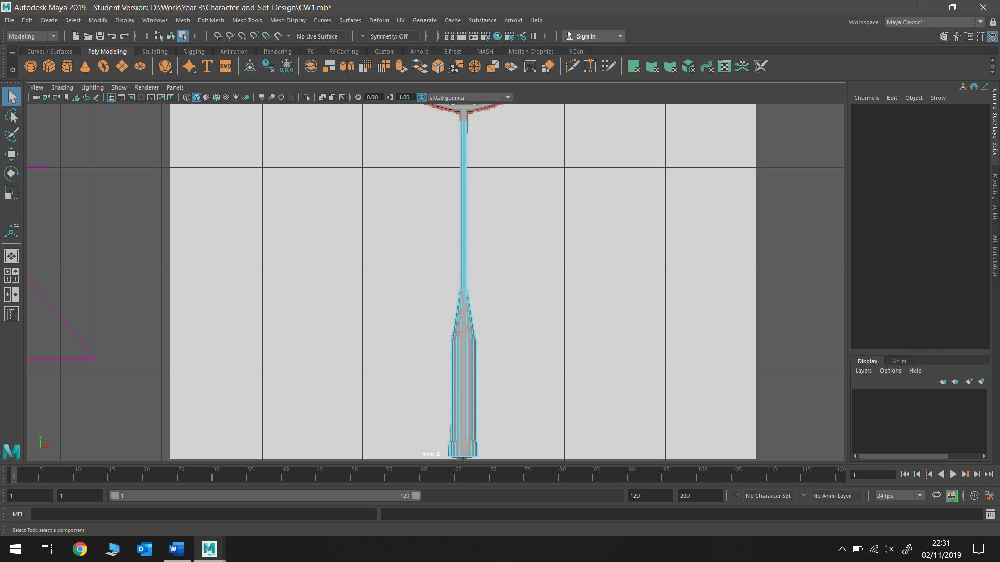 Autodesk Maya 2019 - Student Version: D:\Work\Year 3\Character-and-Set-Design\CW1.mb*
File Edit Create Select Modify Display Windows Mesh Edit Mesh Mesh Tools Mesh Display Curves Surfaces Deform UV Generate Cache Substance Arnold Help
Workspace : Maya Classic*
Modeling No Live Surface Symmetry: Off Sign In
Curves / Surfaces Poly Modeling Sculpting Rigging Animation Rendering FX FX Caching Custom Arnold Bifrost MASH Motion Graphics XGen
T SVG 0,0,0
View Shading Lighting Show Renderer Panels
0.00 1.00 ON sRGB gamma
Channels Edit Object Show
Channel Box / Layer Editor
Modeling Toolkit
Attribute Editor
Display Anim
Layers Options Help
y
z x
front -Z
1 5 10 15 20 25 30 35 40 45 50 55 60 65 70 75 80 85 90 95 100 105 110 115 120 1
1 1 1 120 120 200 No Character Set No Anim Layer 24 fps
MEL
Select Tool: select a component
22:31
02/11/2019